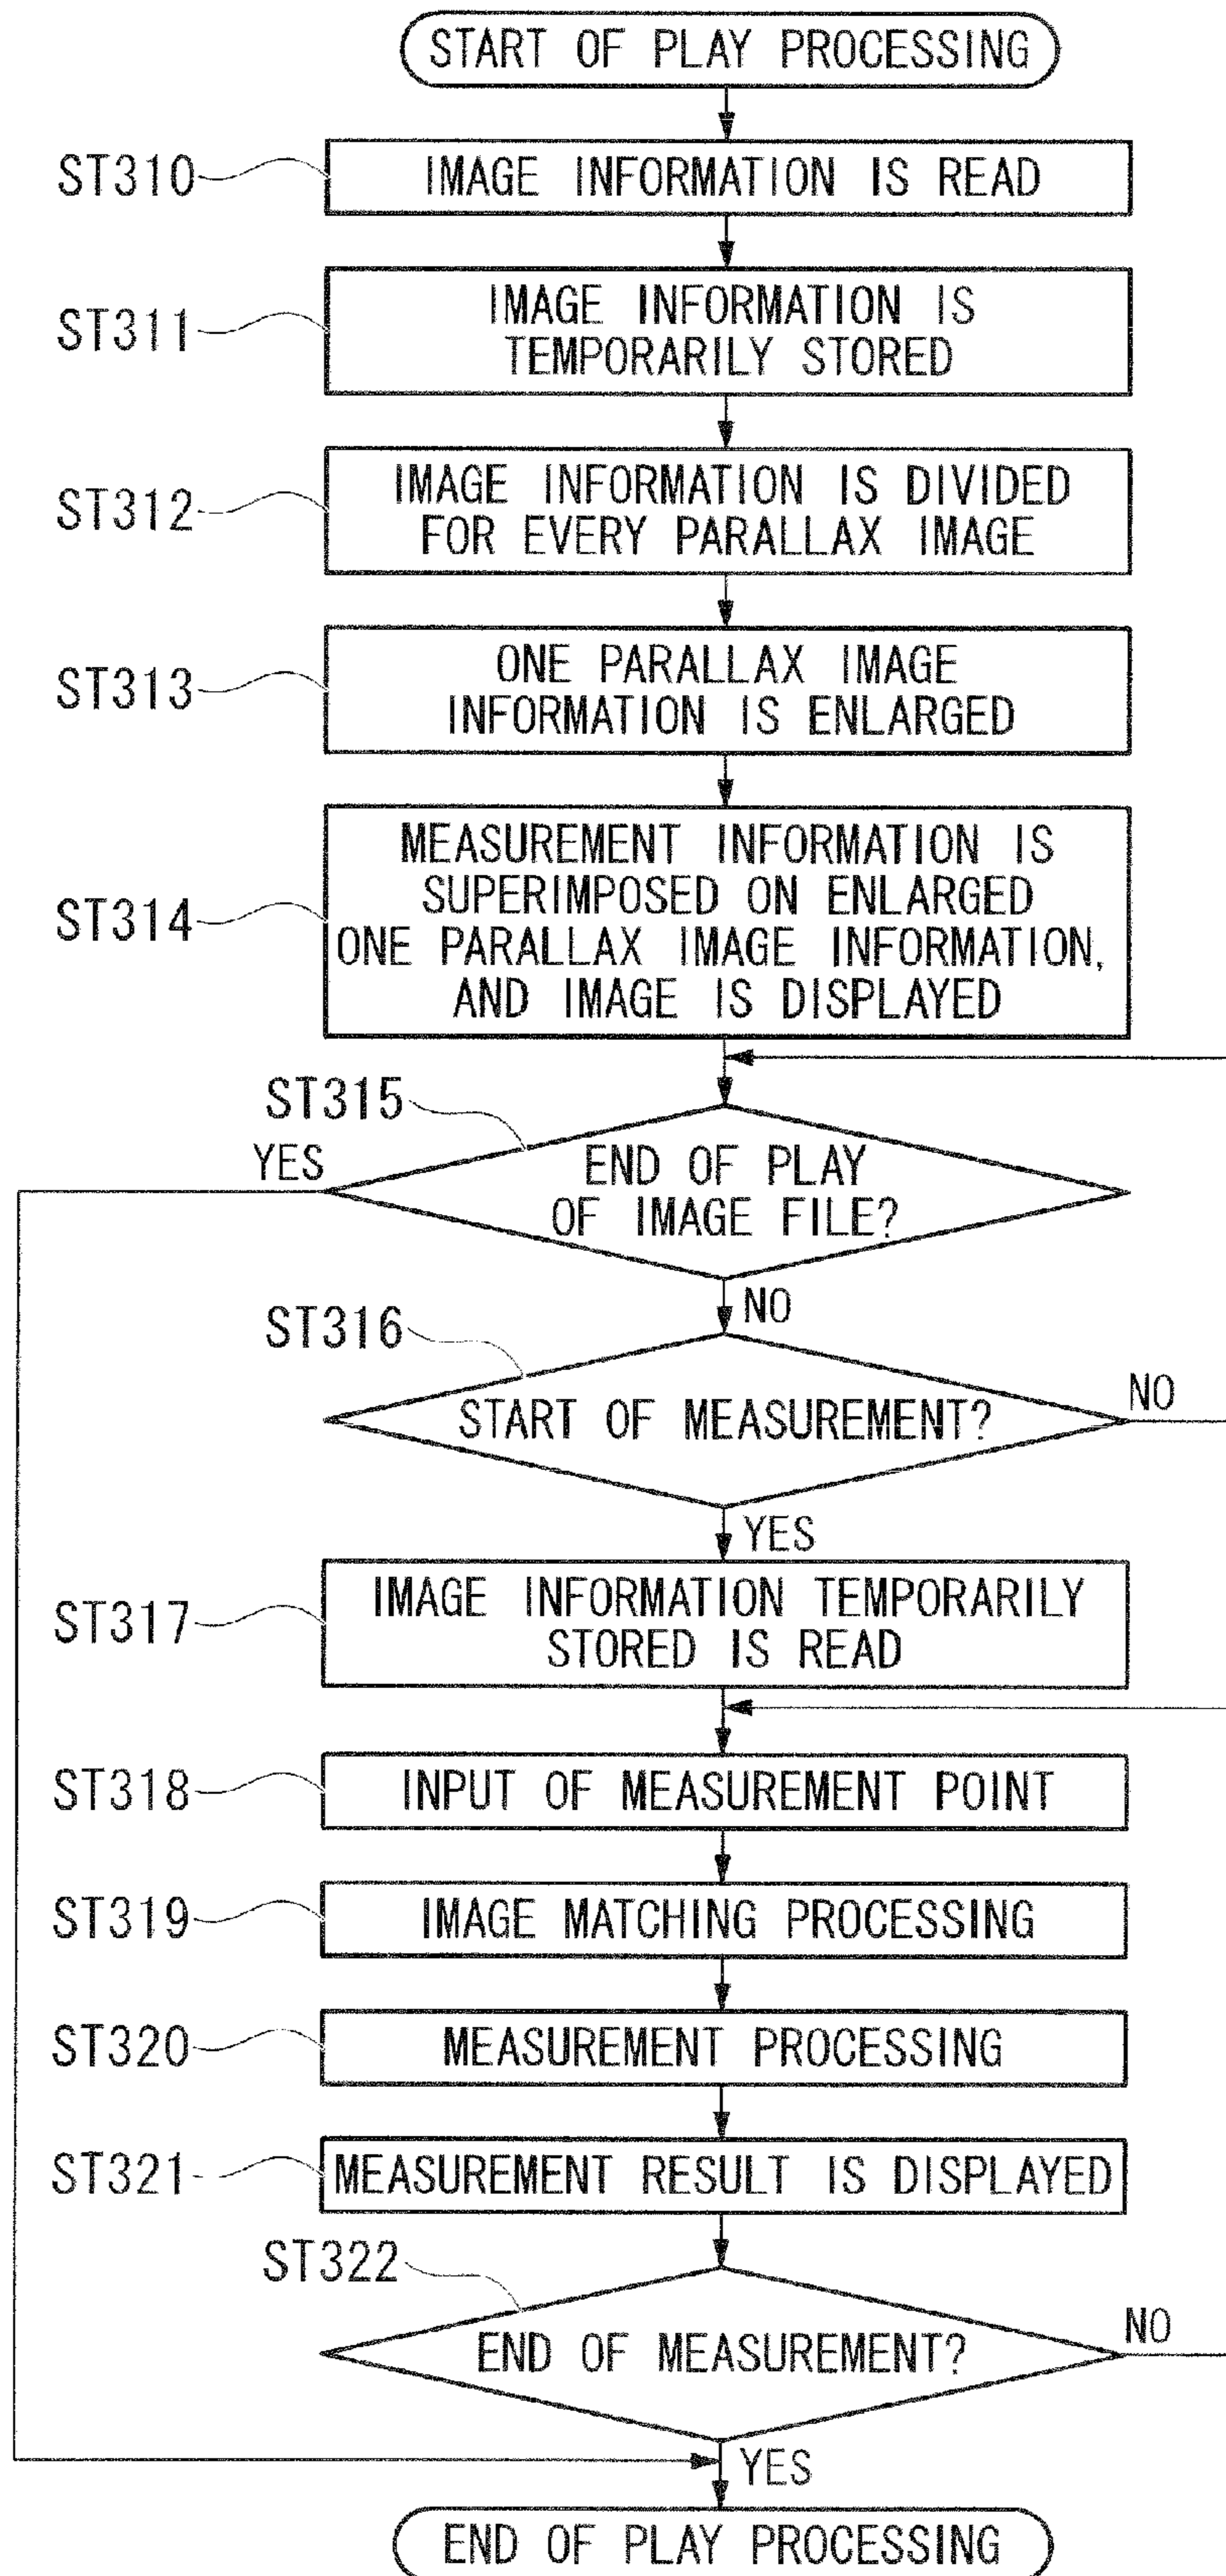 START OF PLAY PROCESSING
ST310
IMAGE INFORMATION IS READ
ST311
IMAGE INFORMATION IS
TEMPORARILY STORED
ST312
IMAGE INFORMATION IS DIVIDED
FOR EVERY PARALLAX IMAGE
ST313
ONE PARALLAX IMAGE
INFORMATION IS ENLARGED
ST314
MEASUREMENT INFORMATION IS
SUPERIMPOSED ON ENLARGED
ONE PARALLAX IMAGE INFORMATION,
AND IMAGE IS DISPLAYED
ST315
YES
END OF PLAY
OF IMAGE FILE?
NO
ST316
START OF MEASUREMENT?
NO
YES
ST317
IMAGE INFORMATION TEMPORARILY
STORED IS READ
ST318
INPUT OF MEASUREMENT POINT
ST319
IMAGE MATCHING PROCESSING
ST320
MEASUREMENT PROCESSING
ST321
MEASUREMENT RESULT IS DISPLAYED
ST322
END OF MEASUREMENT?
NO
YES
END OF PLAY PROCESSING